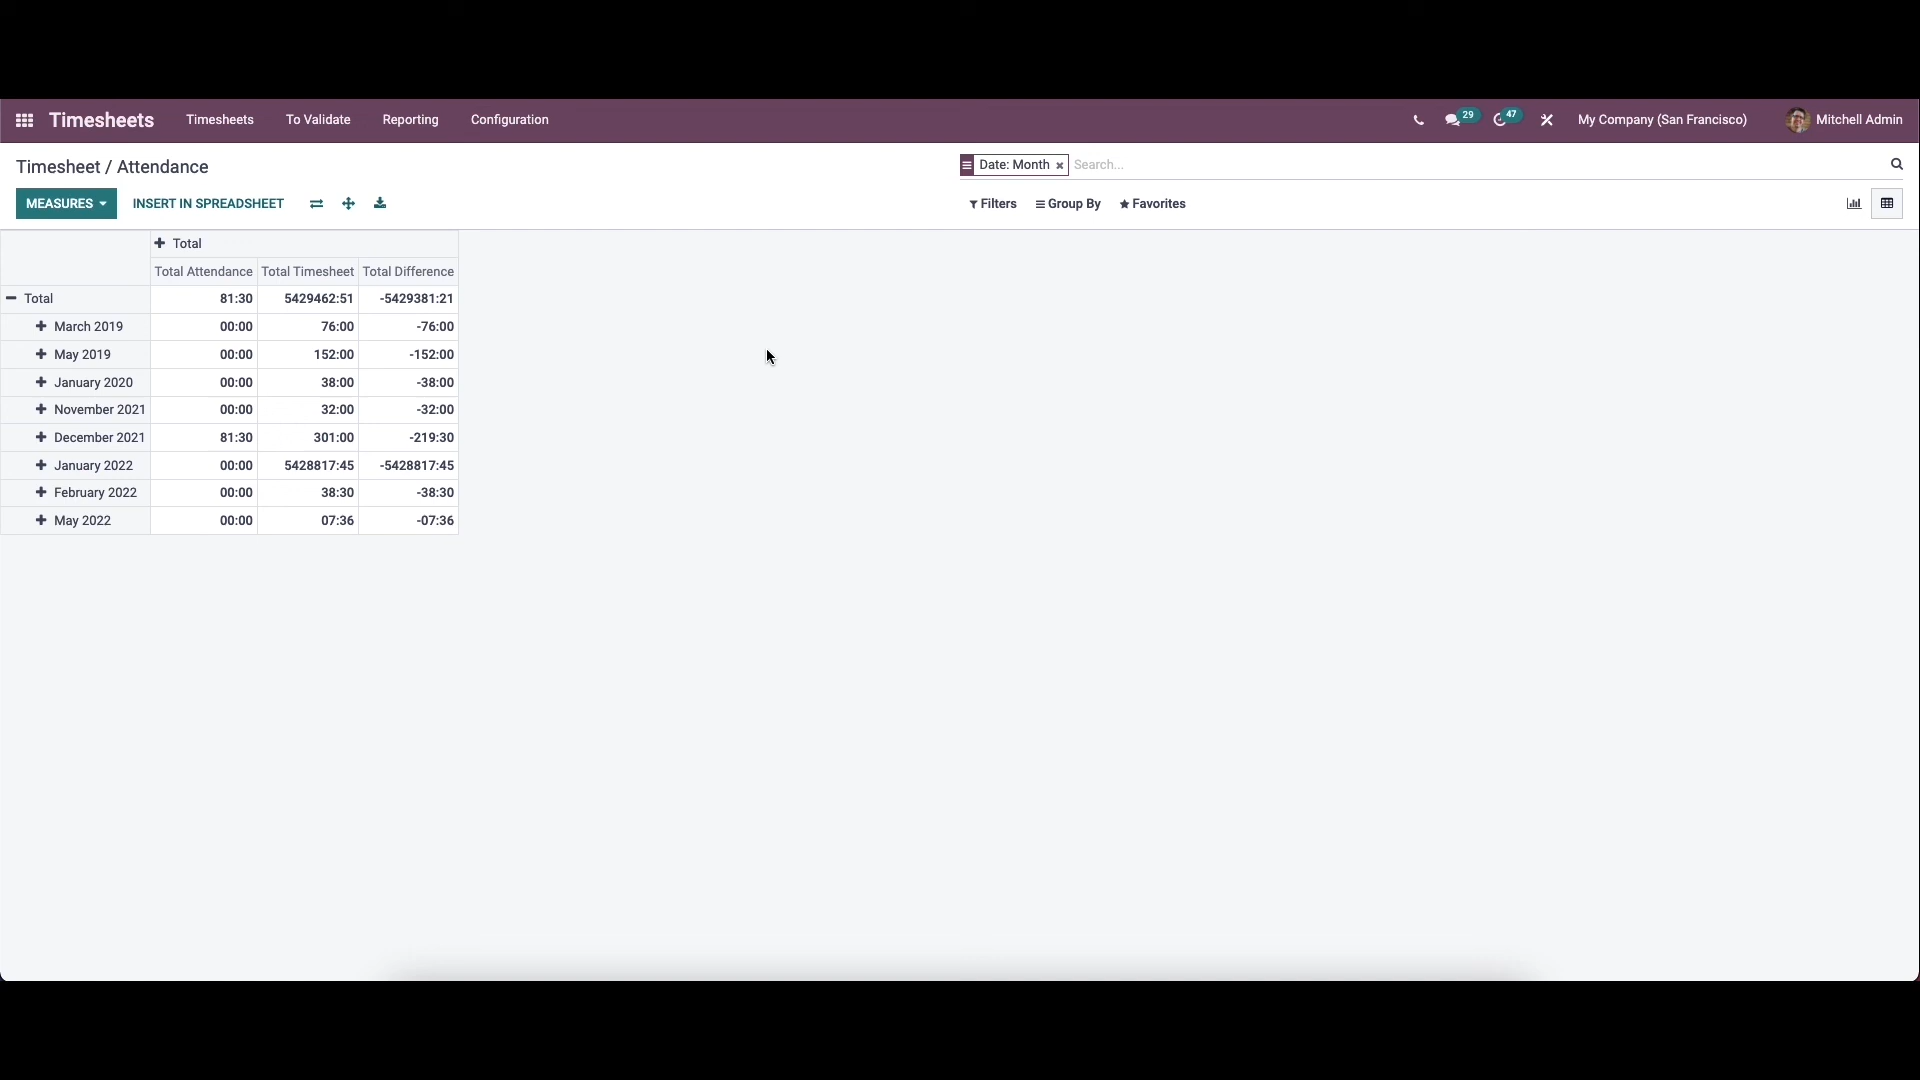 Timesheets Timesheets To Validate Reporting Configuration 29 47 My Company (San Francisco) Mitchell Admin
Timesheet / Attendance Date: Month Search...
MEASURES INSERT IN SPREADSHEET Filters Group By Favorites
Total
Total Attendance Total Timesheet Total Difference
Total 81:30 5429462:51 -5429381:21
March 2019 00:00 76:00 -76:00
May 2019 00:00 152:00 -152:00
January 2020 00:00 38:00 -38:00
November 2021 00:00 32:00 -32:00
December 2021 81:30 301:00 -219:30
January 2022 00:00 5428817:45 -5428817:45
February 2022 00:00 38:30 -38:30
May 2022 00:00 07:36 -07:36